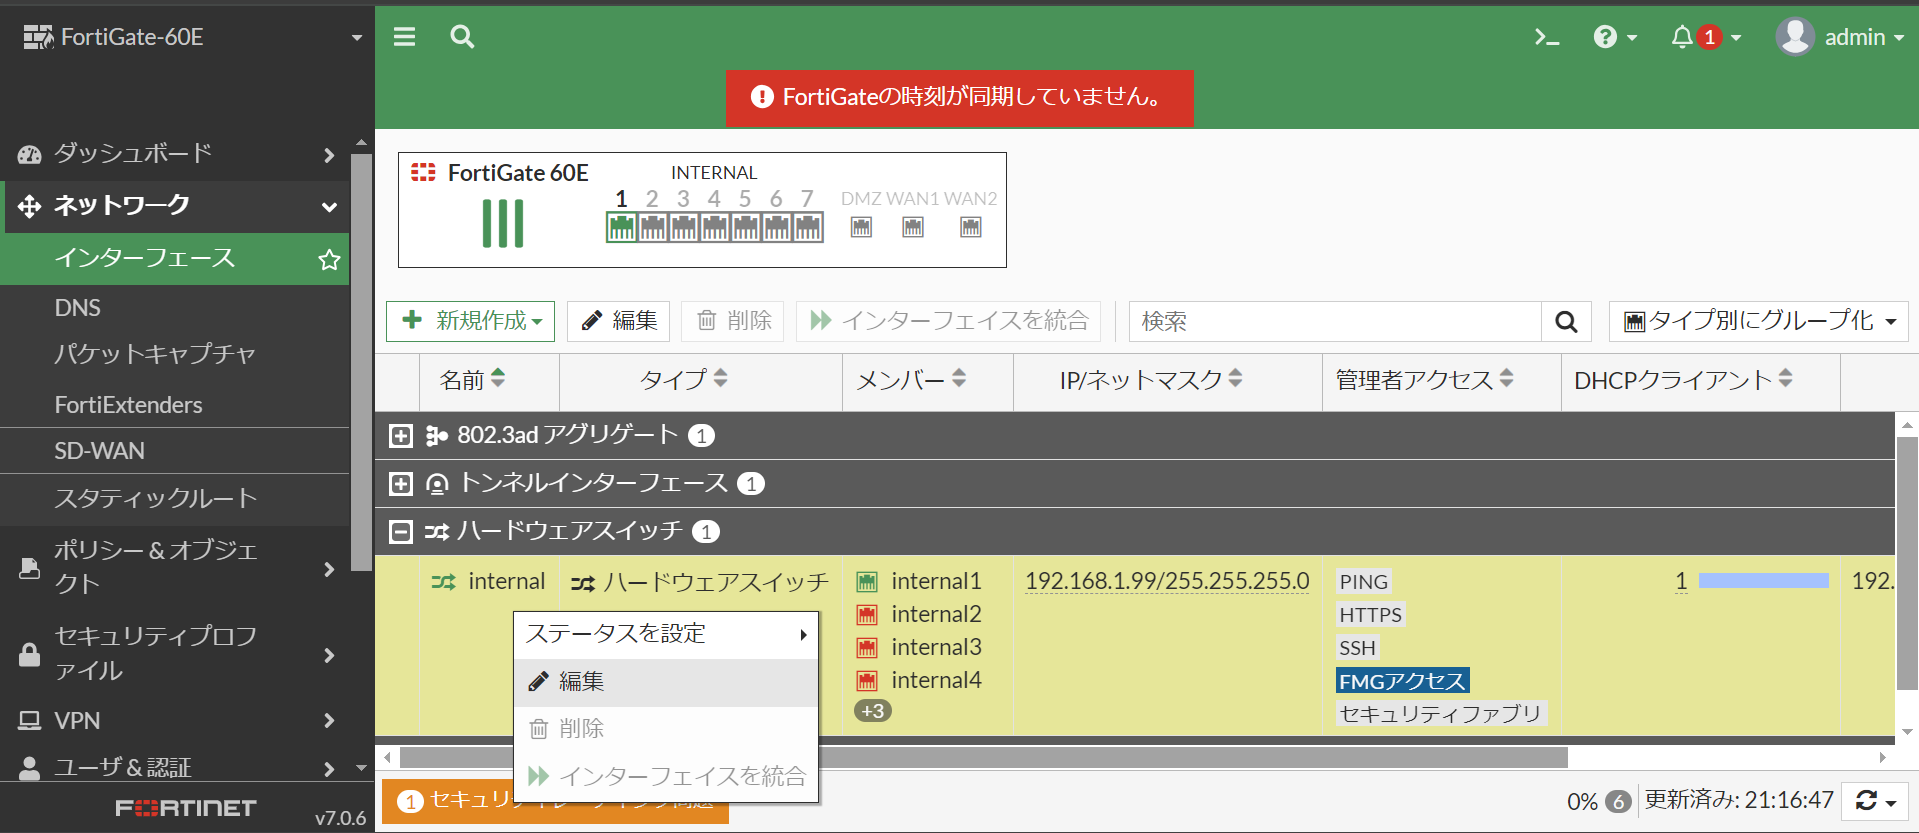 FortiGate-60E
1
admin
FortiGateの時刻が同期していません。
ダッシュボード
ネットワーク
インターフェース
DNS
パケットキャプチャ
FortiExtenders
SD-WAN
スタティックルート
ポリシー & オブジェ
クト
セキュリティプロフ
ァイル
VPN
ユーザ & 認証
FORTINET
v7.0.6
FortiGate 60E
INTERNAL
1 2 3 4 5 6 7
DMZ WAN1 WAN2
新規作成
編集
削除
インターフェイスを統合
検索
タイプ別にグループ化
名前
タイプ
メンバー
IP/ネットマスク
管理者アクセス
DHCPクライアント
802.3ad アグリゲート 1
トンネルインターフェース 1
ハードウェアスイッチ 1
internal
ハードウェアスイッチ
internal1
internal2
internal3
internal4
+3
192.168.1.99/255.255.255.0
PING
HTTPS
SSH
FMGアクセス
セキュリティファブリ
1
192.
ステータスを設定
編集
削除
インターフェイスを統合
1 セキュリ
0% 6
更新済み: 21:16:47